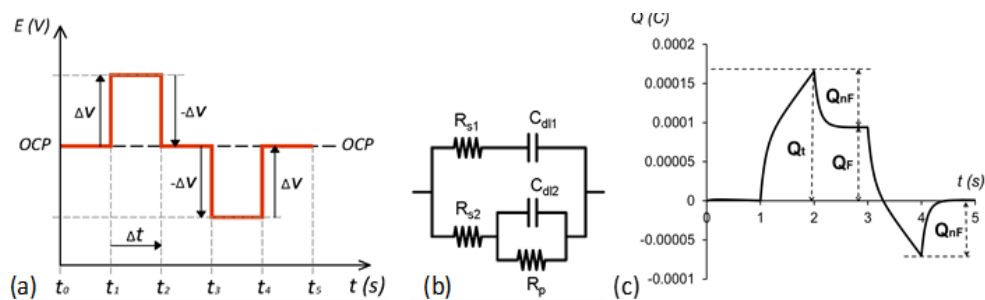 E (V)
ΔV
-ΔV
OCP
OCP
-ΔV
ΔV
Δt
t₀ t₁ t₂ t₃ t₄ t₅ t (s)
(a)
Rs1
Cdl1
Cdl2
Rs2
Rp
(b)
Q (C)
0.0002
0.00015
0.0001
0.00005
0
-0.00005
-0.0001
QnF
Qt
QF
t (s)
0 1 2 3 4 5
QnF
(c)